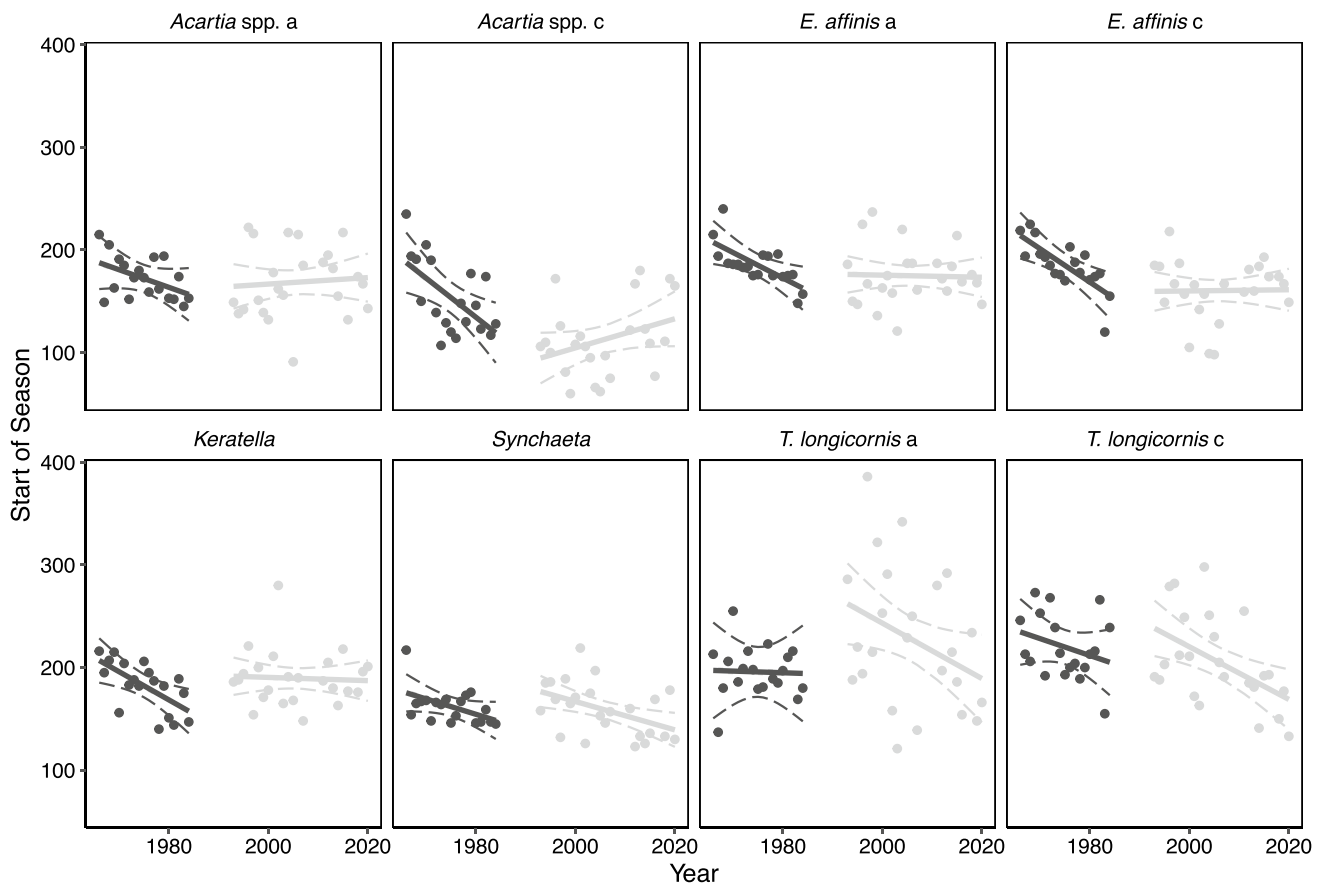 Acartia spp. a
Acartia spp. c
E. affinis a
E. affinis c
400
300
200
100
Keratella
Synchaeta
T. longicornis a
T. longicornis c
400
300
200
100
Start of Season
1980 2000 2020 1980 2000 2020 1980 2000 2020 1980 2000 2020
Year